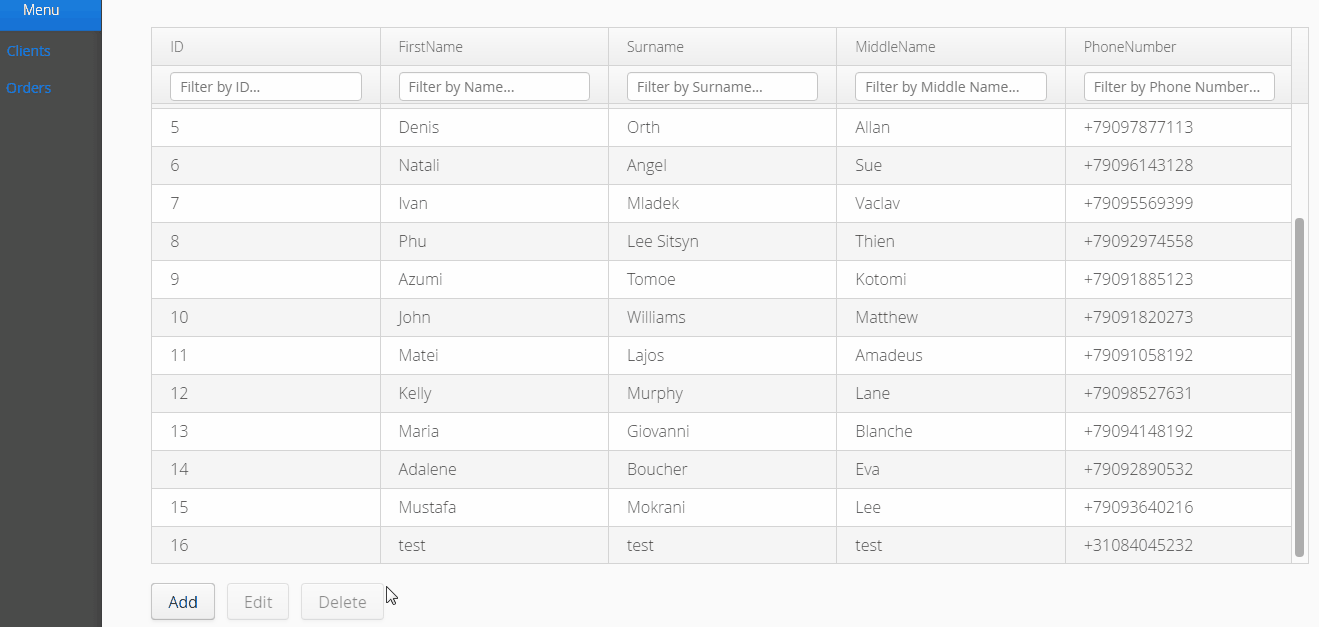 Menu
Clients
Orders
ID FirstName Surname MiddleName PhoneNumber
Filter by ID... Filter by Name... Filter by Surname... Filter by Middle Name... Filter by Phone Number...
5 Denis Orth Allan +79097877113
6 Natali Angel Sue +79096143128
7 Ivan Mladek Vaclav +79095569399
8 Phu Lee Sitsyn Thien +79092974558
9 Azumi Tomoe Kotomi +79091885123
10 John Williams Matthew +79091820273
11 Matei Lajos Amadeus +79091058192
12 Kelly Murphy Lane +79098527631
13 Maria Giovanni Blanche +79094148192
14 Adalene Boucher Eva +79092890532
15 Mustafa Mokrani Lee +79093640216
16 test test test +31084045232
Add Edit Delete